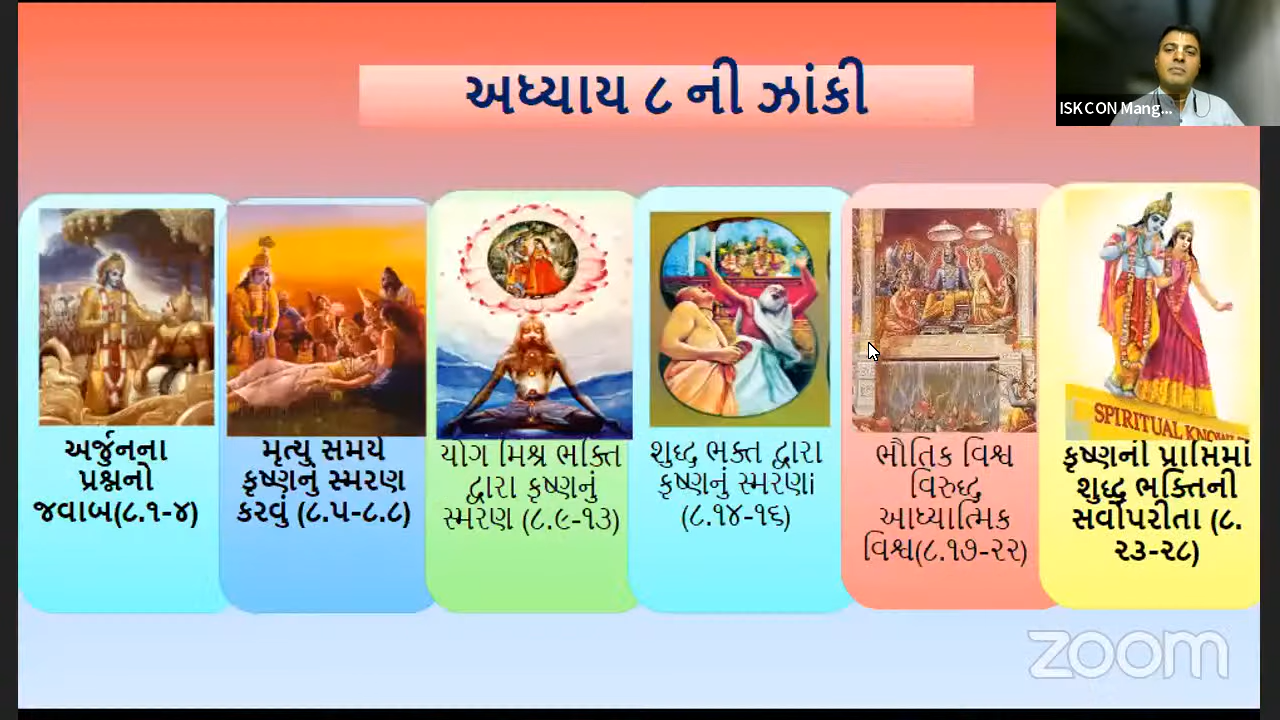 અધ્યાય ૮ ની ઝાંકી
ISKCON Mang...
અર્જુનના
પ્રશ્નનો
જવાબ(૮.૧-૪)
મૃત્યુ સમયે
કૃષ્ણનું સ્મરણ
કરવું (૮.૫-૮.૮)
યોગ મિશ્ર ભક્તિ
દ્વારા કૃષ્ણનું
સ્મરણ (૮.૯-૧૩)
શુધ્ધ ભક્ત દ્વારા
કૃષ્ણનું સ્મરણi
(૮.૧૪-૧૬)
ભૌતિક વિશ્વ
વિરુધ્ધ
આધ્યાત્મિક
વિશ્વ(૮.૧૭-૨૨)
SPIRITUAL KNOWL
કૃષ્ણની પ્રાપ્તિમાં
શુધ્ધ ભક્તિની
સર્વોપરીતા (૮.
૨૩-૨૮)
zoom